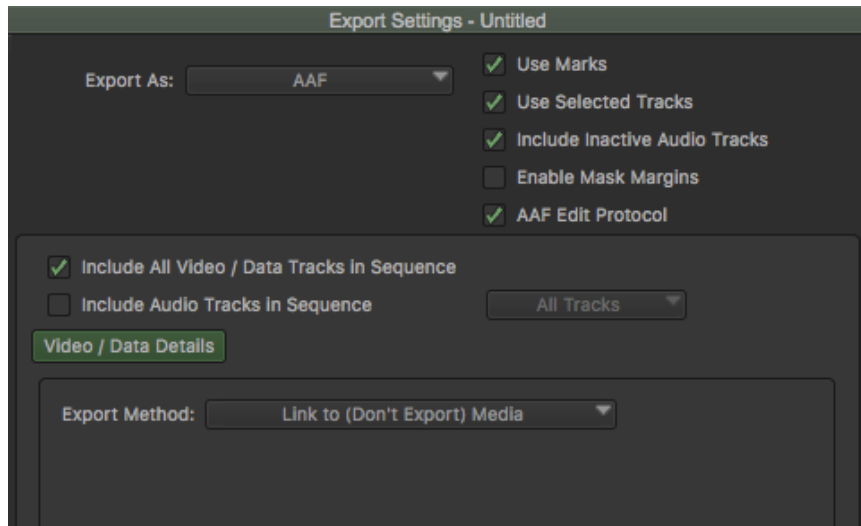 Export Settings - Untitled
Export As: AAF
Use Marks
Use Selected Tracks
Include Inactive Audio Tracks
Enable Mask Margins
AAF Edit Protocol
Include All Video / Data Tracks in Sequence
Include Audio Tracks in Sequence All Tracks
Video / Data Details
Export Method: Link to (Don't Export) Media